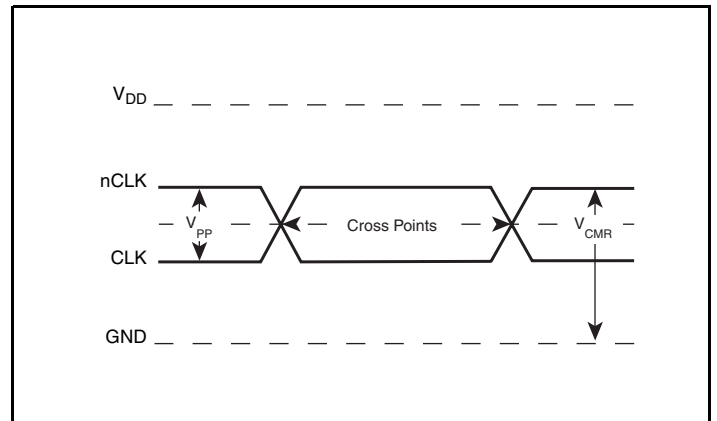 VDD
nCLK
VPP
Cross Points
VCMR
CLK
GND